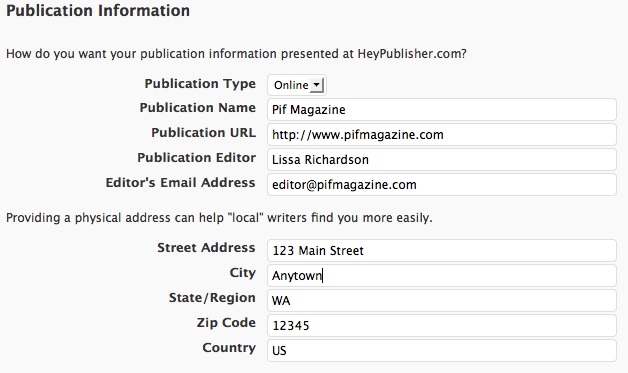 Publication Information
How do you want your publication information presented at HeyPublisher.com?
Publication Type Online
Publication Name Pif Magazine
Publication URL http://www.pifmagazine.com
Publication Editor Lissa Richardson
Editor's Email Address editor@pifmagazine.com
Providing a physical address can help "local" writers find you more easily.
Street Address 123 Main Street
City Anytown
State/Region WA
Zip Code 12345
Country US